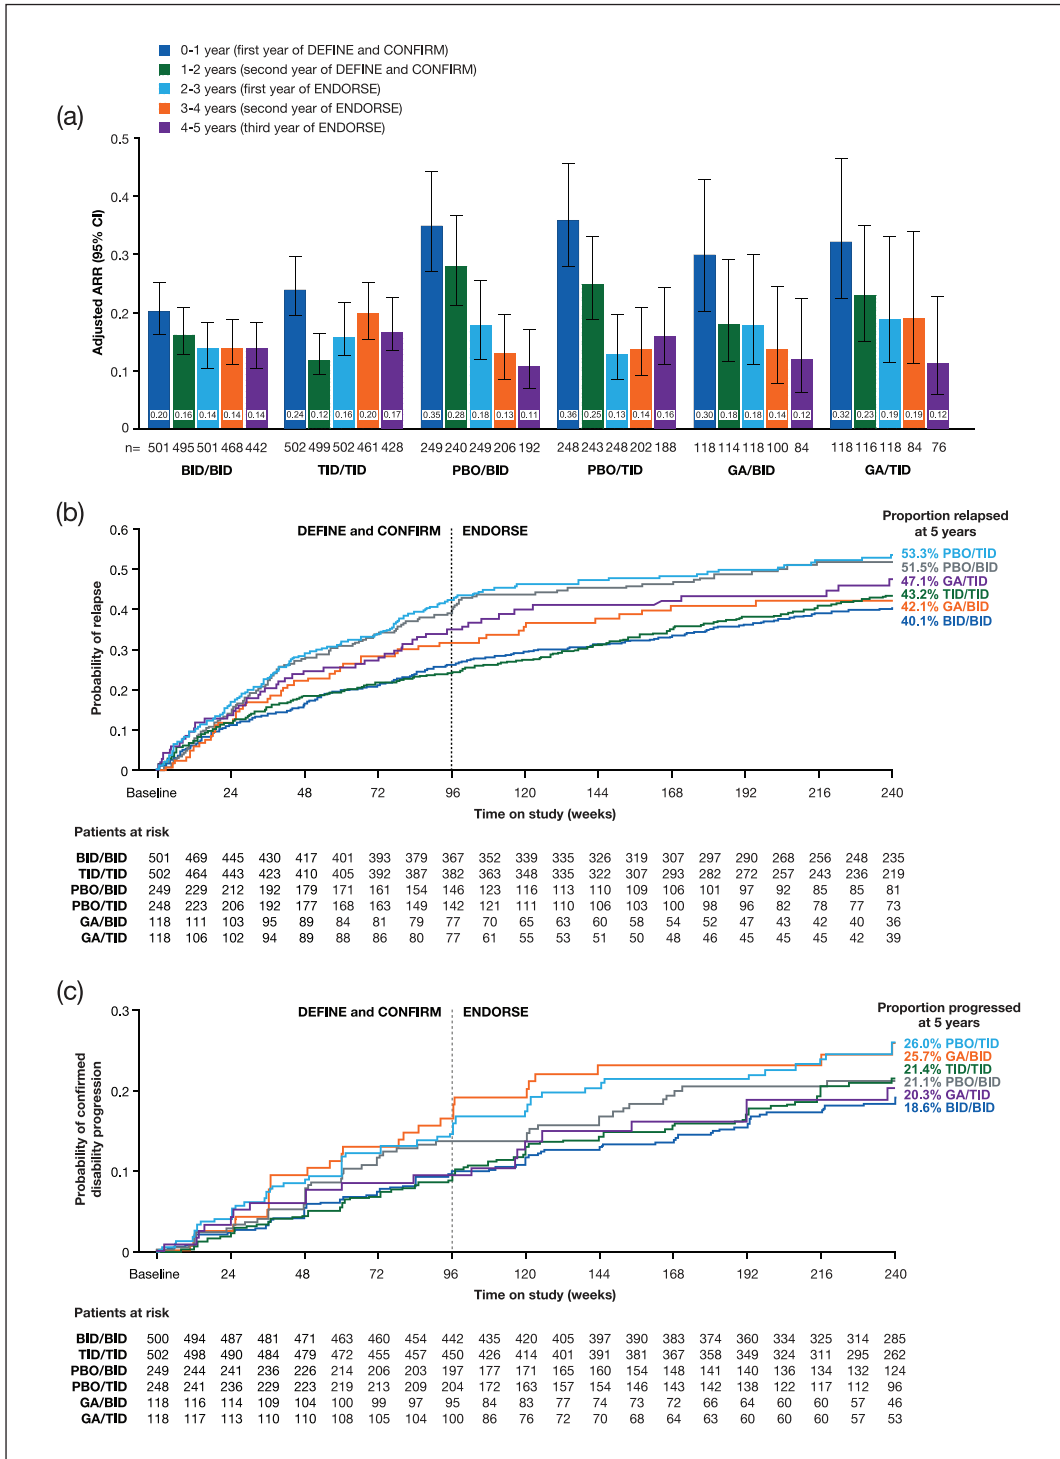 0-1 year (first year of DEFINE and CONFIRM)
1-2 years (second year of DEFINE and CONFIRM)
2-3 years (first year of ENDORSE)
3-4 years (second year of ENDORSE)
4-5 years (third year of ENDORSE)
(a)
Adjusted ARR (95% CI)
0.5
0.4
0.3
0.2
0.1
0
0.20 0.16 0.14 0.14 0.14 0.24 0.12 0.16 0.20 0.17 0.35 0.28 0.18 0.13 0.11 0.36 0.25 0.13 0.14 0.16 0.30 0.18 0.18 0.14 0.12 0.32 0.23 0.19 0.19 0.12
n= 501 495 501 468 442 502 499 502 461 428 249 240 249 206 192 248 243 248 202 188 118 114 118 100 84 118 116 118 84 76
BID/BID TID/TID PBO/BID PBO/TID GA/BID GA/TID
(b)
DEFINE and CONFIRM ENDORSE
Proportion relapsed
at 5 years
53.3% PBO/TID
51.5% PBO/BID
47.1% GA/TID
43.2% TID/TID
42.1% GA/BID
40.1% BID/BID
Probability of relapse
0.6
0.5
0.4
0.3
0.2
0.1
0
Baseline 24 48 72 96 120 144 168 192 216 240
Time on study (weeks)
Patients at risk
BID/BID 501 469 445 430 417 401 393 379 367 352 339 335 326 319 307 297 290 268 256 248 235
TID/TID 502 464 443 423 410 405 392 387 382 363 348 335 322 307 293 282 272 257 243 236 219
PBO/BID 249 229 212 192 179 171 161 154 146 123 116 113 110 109 106 101 97 92 85 85 81
PBO/TID 248 223 206 192 177 168 163 149 142 121 111 110 106 103 100 98 96 82 78 77 73
GA/BID 118 111 103 95 89 84 81 79 77 70 65 63 60 58 54 52 47 43 42 40 36
GA/TID 118 106 102 94 89 88 86 80 77 61 55 53 51 50 48 46 45 45 45 42 39
(c)
DEFINE and CONFIRM ENDORSE
Proportion progressed
at 5 years
26.0% PBO/TID
25.7% GA/BID
21.4% TID/TID
21.1% PBO/BID
20.3% GA/TID
18.6% BID/BID
Probability of confirmed
disability progression
0.3
0.2
0.1
0
Baseline 24 48 72 96 120 144 168 192 216 240
Time on study (weeks)
Patients at risk
BID/BID 500 494 487 481 471 463 460 454 442 435 420 405 397 390 383 374 360 334 325 314 285
TID/TID 502 498 490 484 479 472 455 457 450 426 414 401 391 381 367 358 349 324 311 295 262
PBO/BID 249 244 241 236 226 214 206 203 197 177 171 165 160 154 148 141 140 136 134 132 124
PBO/TID 248 241 236 229 223 219 213 209 204 172 163 157 154 146 143 142 138 122 117 112 96
GA/BID 118 116 114 109 104 100 99 97 95 84 83 77 74 73 72 66 64 60 60 57 46
GA/TID 118 117 113 110 110 108 105 104 100 86 76 72 70 68 64 63 60 60 60 57 53